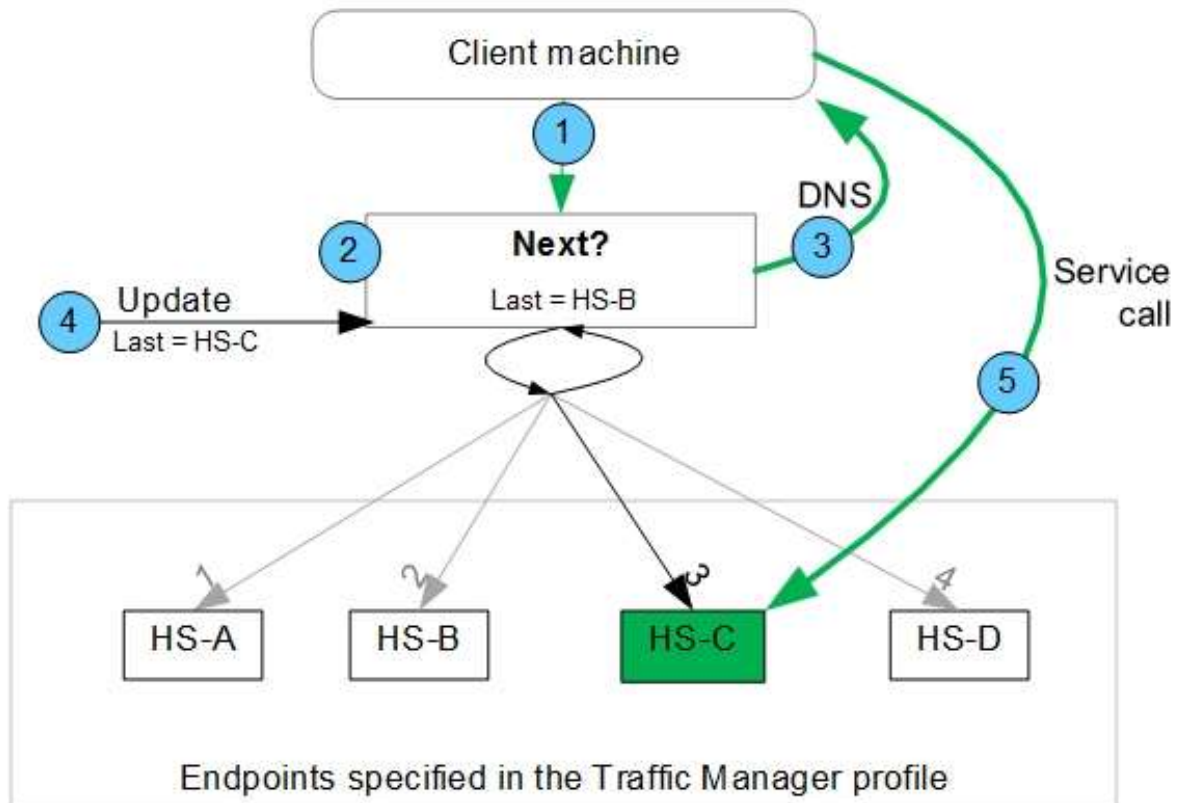 Client machine
1
DNS
3
2
Next?
Last = HS-B
Service
call
4
Update
Last = HS-C
5
1
2
3
4
HS-A
HS-B
HS-C
HS-D
Endpoints specified in the Traffic Manager profile